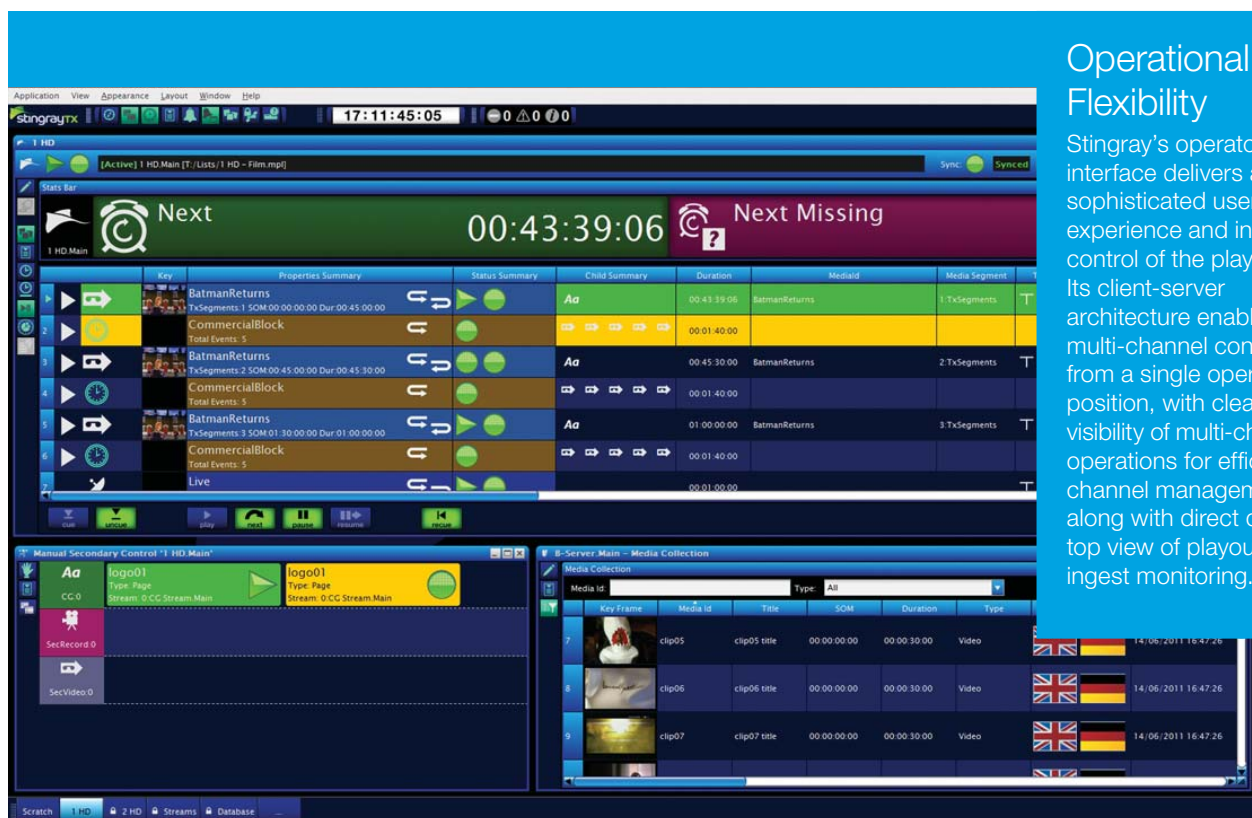 Operational
Flexibility
Stingray's operato
interface delivers a
sophisticated user
experience and in
control of the play
Its client-server
architecture enabl
multi-channel con
from a single oper
position, with clea
visibility of multi-ch
operations for effic
channel managem
along with direct c
top view of playou
ingest monitoring.
Application View Appearance Layout Window Help
stingrayTX 17:11:45:05 0 0 0
1 HD
[Active] 1 HD.Main [T:/Lists/1 HD - Film.mpl] Sync: Synced
Stats Bar
1 HD.Main Next 00:43:39:06 Next Missing
Key Properties Summary Status Summary Child Summary Duration MediaId Media Segment T
BatmanReturns Aa 00:43:39:06 BatmanReturns 1:TxSegments
TxSegments:1 SOM:00:00:00:00 Dur:00:45:00:00
2 CommercialBlock 00:01:40:00
Total Events: 5
3 BatmanReturns Aa 00:45:30:00 BatmanReturns 2:TxSegments
TxSegments:2 SOM:00:45:00:00 Dur:00:45:30:00
4 CommercialBlock 00:01:40:00
Total Events: 5
5 BatmanReturns Aa 01:00:00:00 BatmanReturns 3:TxSegments
TxSegments:3 SOM:01:30:00:00 Dur:01:00:00:00
6 CommercialBlock 00:01:40:00
Total Events: 5
7 Live 00:01:00:00
cue uncue play next pause resume recue
Manual Secondary Control "1 HD.Main"
Aa logo01 logo01
Type: Page Type: Page
CG:0 Stream: 0:CG Stream.Main Stream: 0:CG Stream.Main
SecRecord:0
SecVideo:0
B-Server.Main - Media Collection
Media Collection
Media Id: Type: All
Key Frame Media Id Title SOM Duration Type
7 clip05 clip05 title 00:00:00:00 00:00:30:00 Video 14/06/2011 16:47:26
8 clip06 clip06 title 00:00:00:00 00:00:30:00 Video 14/06/2011 16:47:26
9 clip07 clip07 title 00:00:00:00 00:00:30:00 Video 14/06/2011 16:47:26
Scratch 1 HD 2 HD Streams Database ...